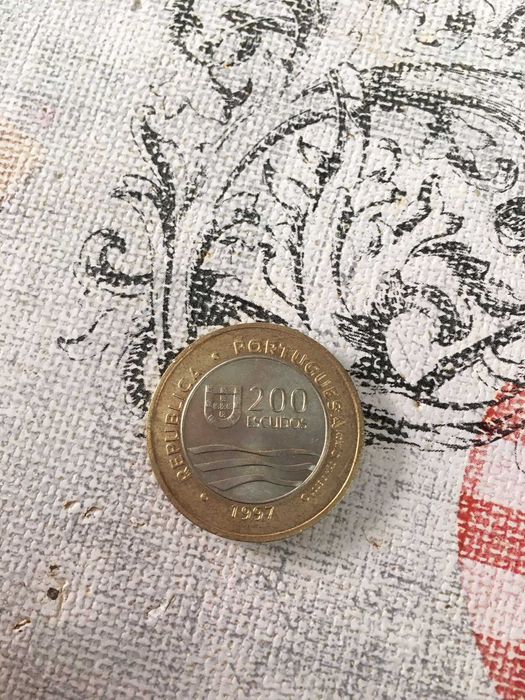 • REPUBLICA • PORTUGUESA
200
ESCUDOS
1997